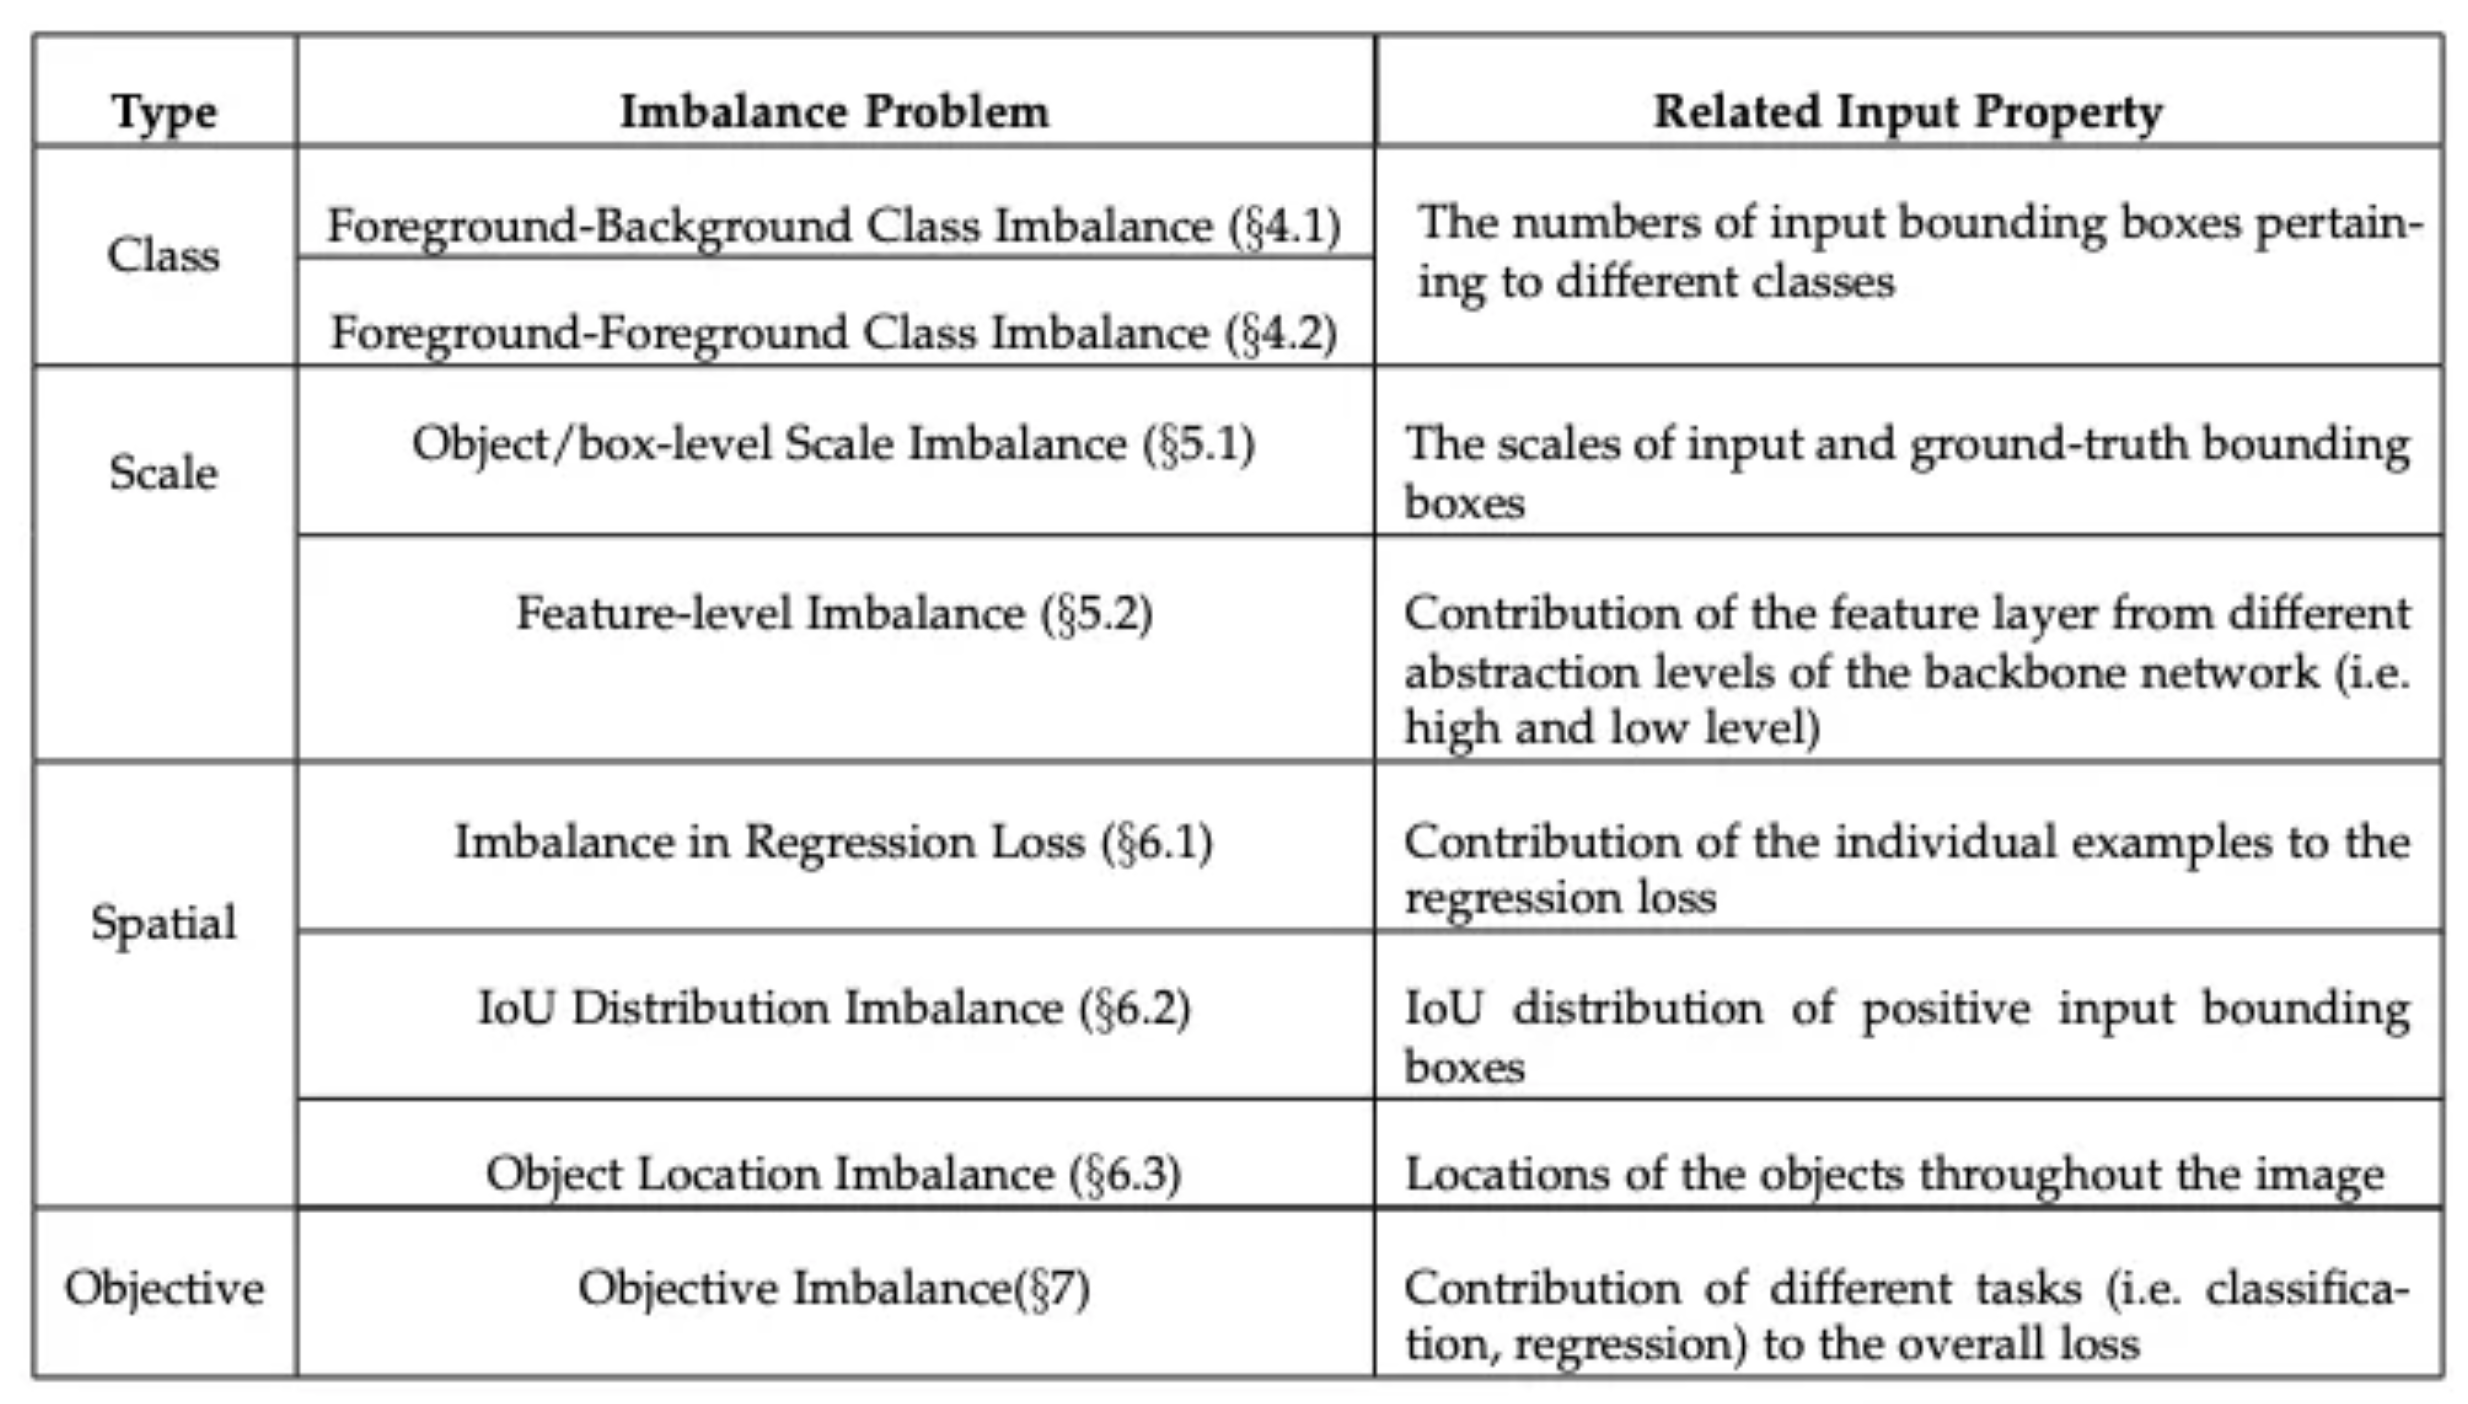 Type Imbalance Problem Related Input Property
Class
Foreground-Background Class Imbalance (§4.1)
Foreground-Foreground Class Imbalance (§4.2)
The numbers of input bounding boxes pertain-
ing to different classes
Scale
Object/box-level Scale Imbalance (§5.1)
The scales of input and ground-truth bounding
boxes
Feature-level Imbalance (§5.2)
Contribution of the feature layer from different
abstraction levels of the backbone network (i.e.
high and low level)
Spatial
Imbalance in Regression Loss (§6.1)
Contribution of the individual examples to the
regression loss
IoU Distribution Imbalance (§6.2)
IoU distribution of positive input bounding
boxes
Object Location Imbalance (§6.3)
Locations of the objects throughout the image
Objective
Objective Imbalance(§7)
Contribution of different tasks (i.e. classifica-
tion, regression) to the overall loss